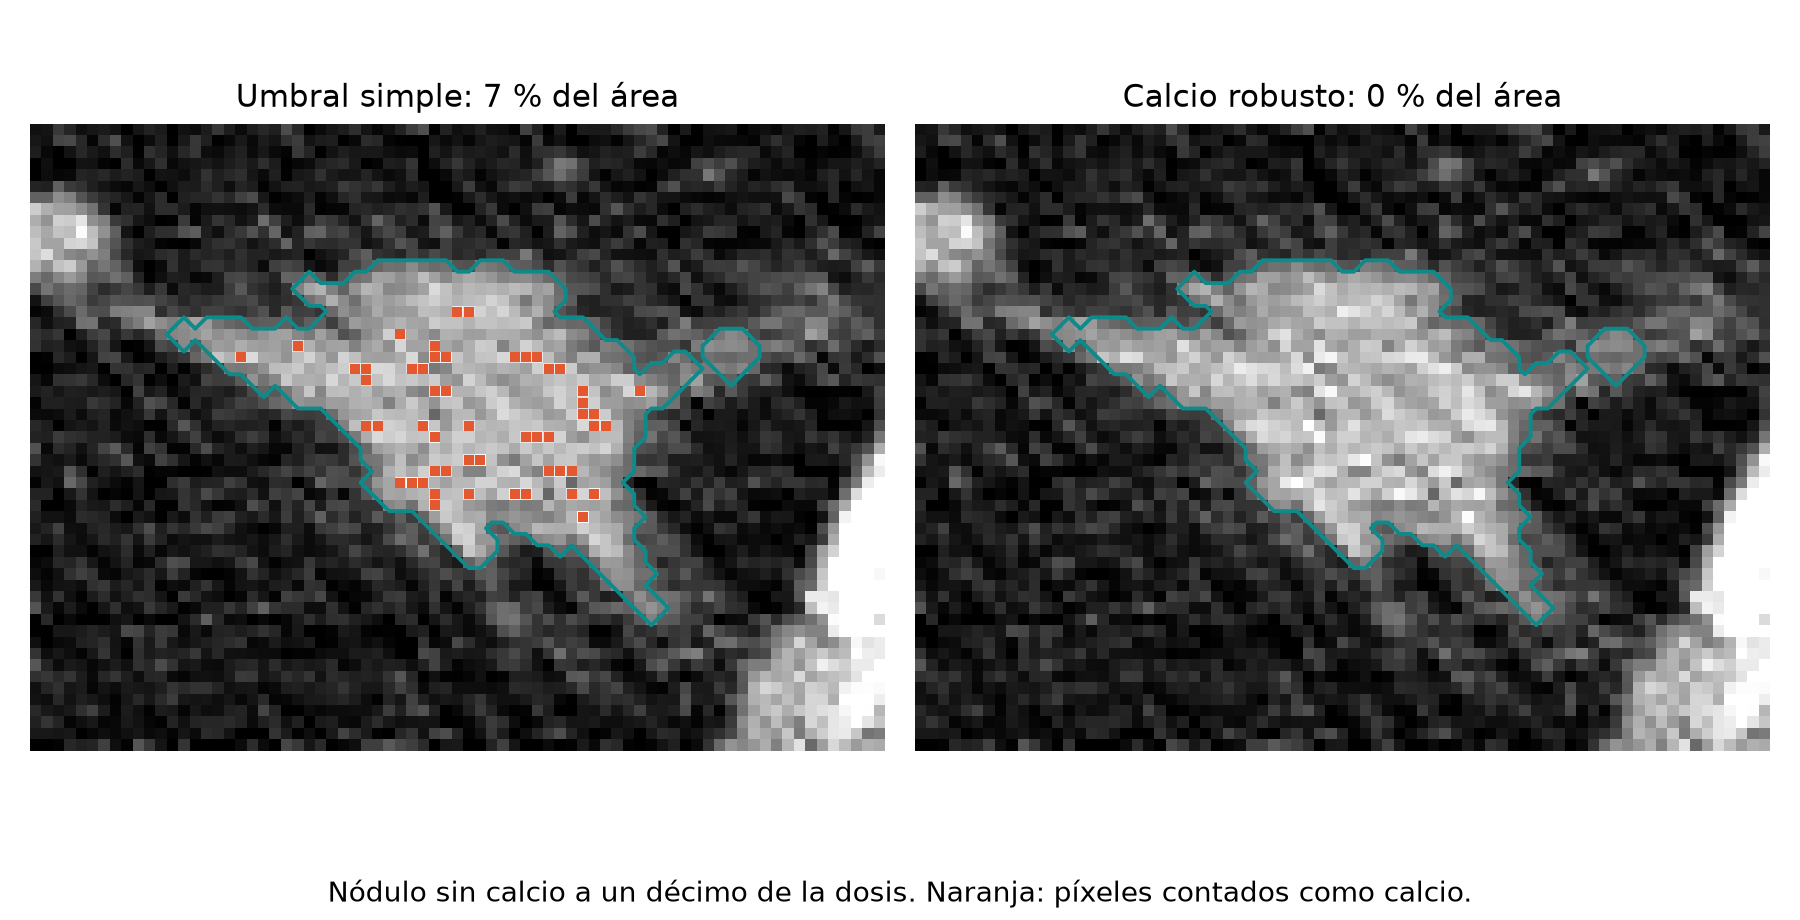 Umbral simple: 7 % del área
Calcio robusto: 0 % del área
Nódulo sin calcio a un décimo de la dosis. Naranja: píxeles contados como calcio.